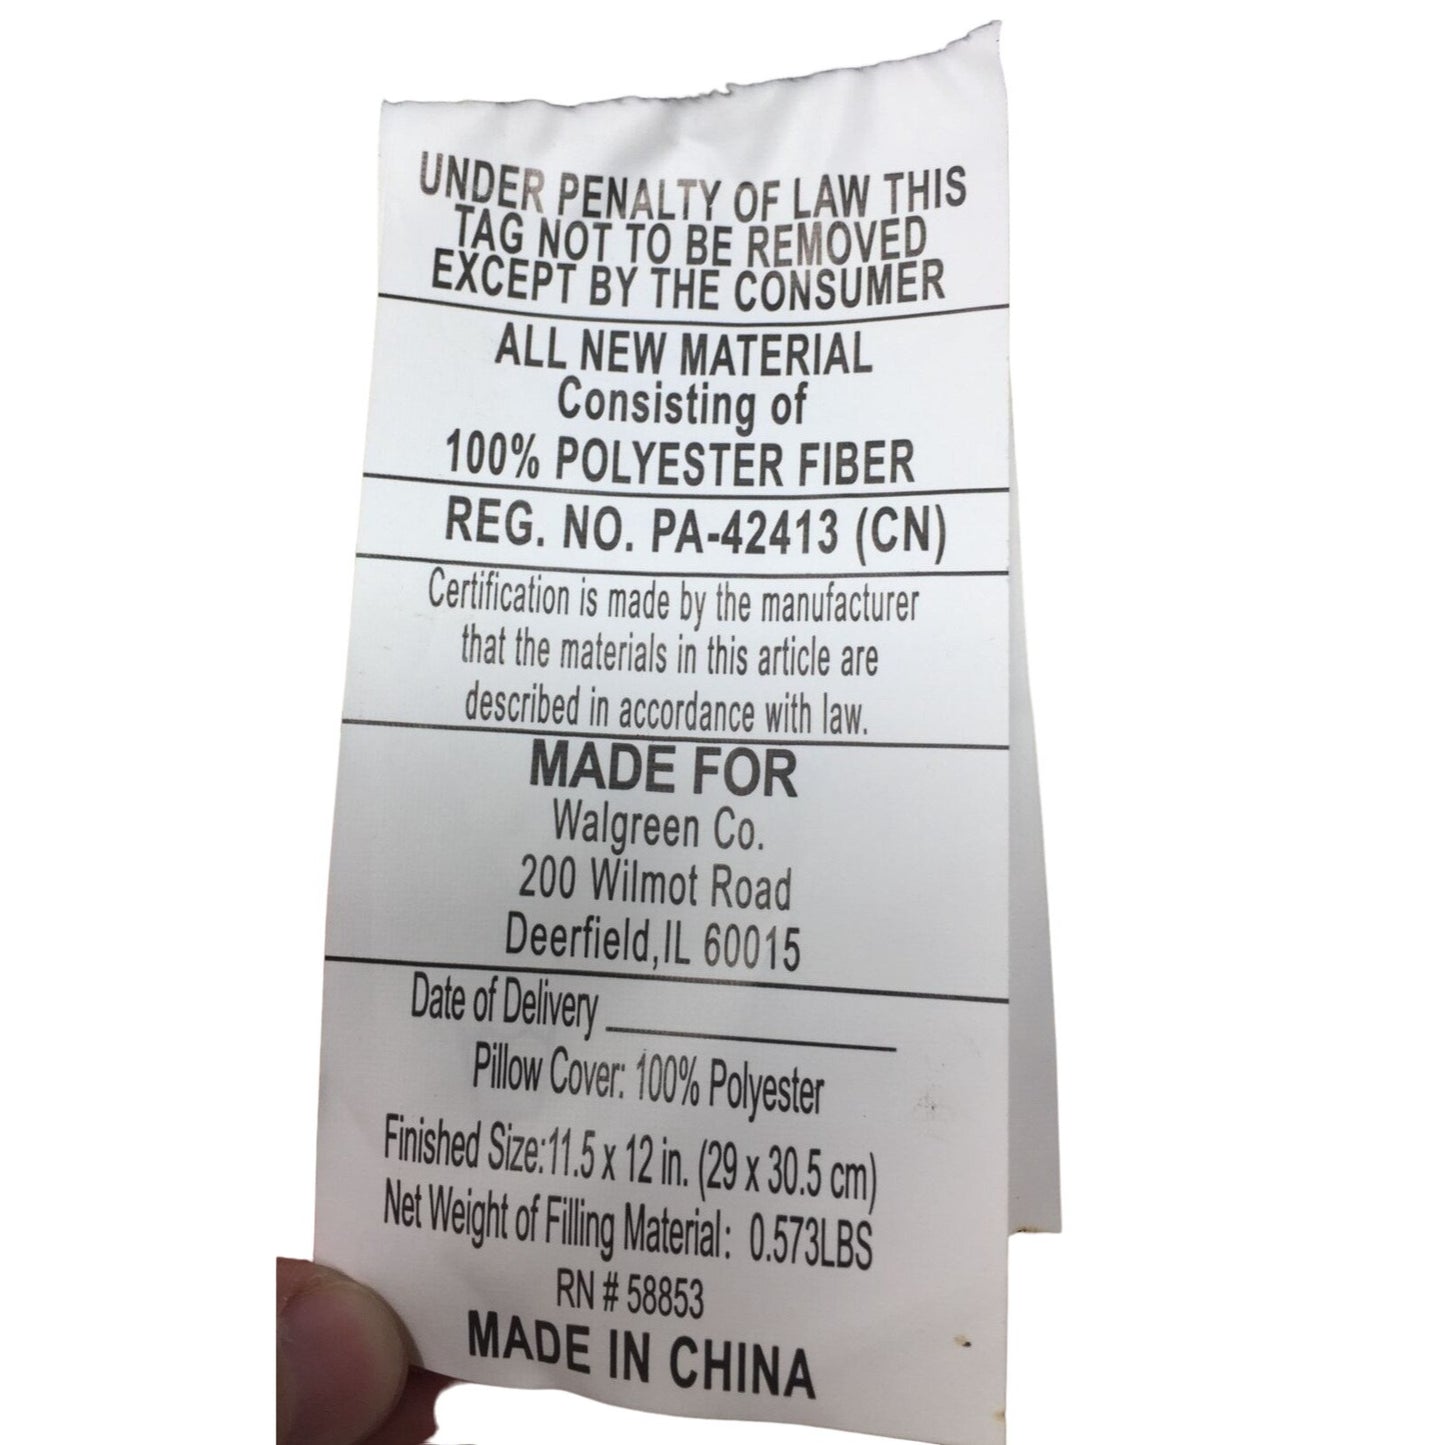 UNDER PENALTY OF LAW THIS
TAG NOT TO BE REMOVED
EXCEPT BY THE CONSUMER
ALL NEW MATERIAL
Consisting of
100% POLYESTER FIBER
REG. NO. PA-42413 (CN)
Certification is made by the manufacturer
that the materials in this article are
described in accordance with law.
MADE FOR
Walgreen Co.
200 Wilmot Road
Deerfield,IL 60015
Date of Delivery
Pillow Cover: 100% Polyester
Finished Size:11.5 x 12 in. (29 x 30.5 cm)
Net Weight of Filling Material: 0.573LBS
RN # 58853
MADE IN CHINA